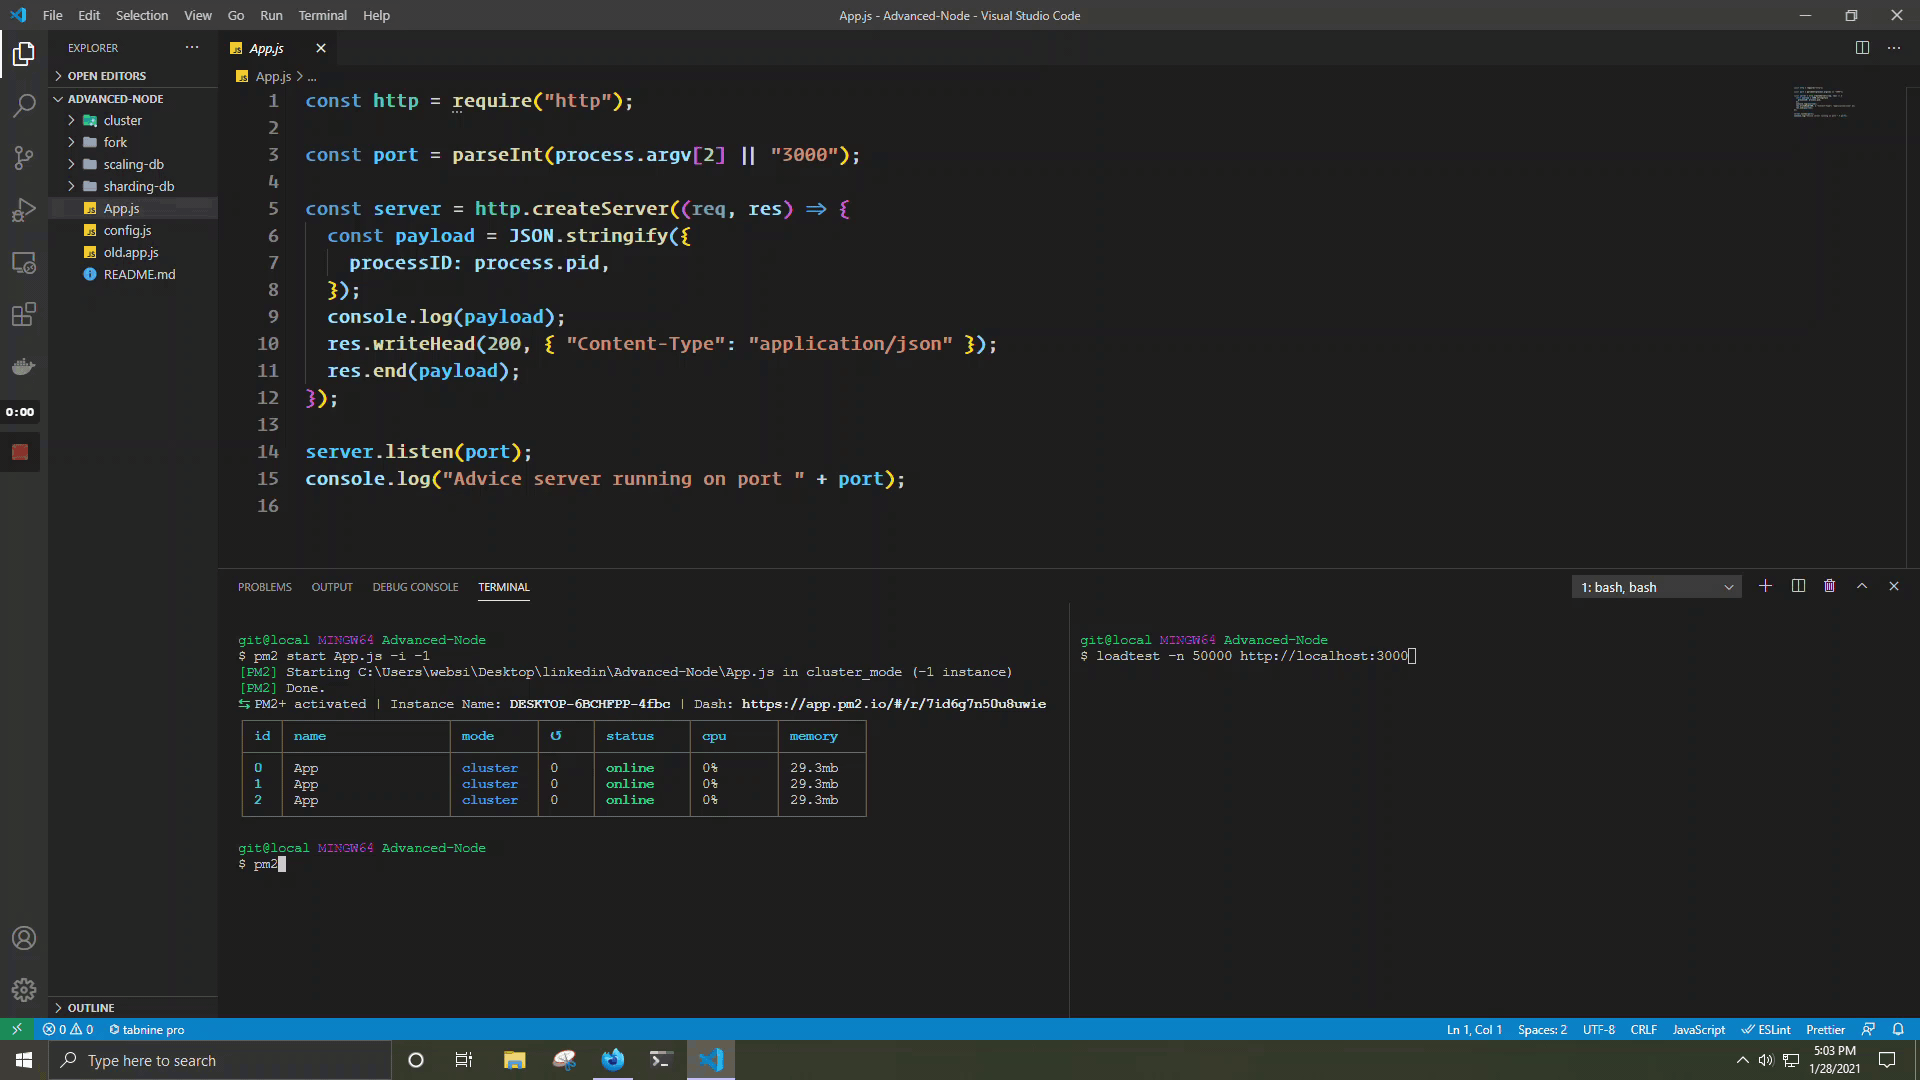 File Edit Selection View Go Run Terminal Help
App.js - Advanced-Node - Visual Studio Code
EXPLORER
OPEN EDITORS
ADVANCED-NODE
cluster
fork
scaling-db
sharding-db
App.js
config.js
old.app.js
README.md
OUTLINE
0:00
App.js
App.js > ...
1 const http = require("http");
2
3 const port = parseInt(process.argv[2] || "3000");
4
5 const server = http.createServer((req, res) => {
6 const payload = JSON.stringify({
7 processID: process.pid,
8 });
9 console.log(payload);
10 res.writeHead(200, { "Content-Type": "application/json" });
11 res.end(payload);
12 });
13
14 server.listen(port);
15 console.log("Advice server running on port " + port);
16
PROBLEMS OUTPUT DEBUG CONSOLE TERMINAL
1: bash, bash
git@local MINGW64 Advanced-Node
$ pm2 start App.js -i -1
[PM2] Starting C:\Users\websi\Desktop\linkedin\Advanced-Node\App.js in cluster_mode (-1 instance)
[PM2] Done.
⇆ PM2+ activated | Instance Name: DESKTOP-6BCHFPP-4fbc | Dash: https://app.pm2.io/#/r/7id6g7n50u8uwie
id name mode ↺ status cpu memory
0 App cluster 0 online 0% 29.3mb
1 App cluster 0 online 0% 29.3mb
2 App cluster 0 online 0% 29.3mb
git@local MINGW64 Advanced-Node
$ pm2
git@local MINGW64 Advanced-Node
$ loadtest -n 50000 http://localhost:3000
0 0 tabnine pro
Ln 1, Col 1 Spaces: 2 UTF-8 CRLF JavaScript ESLint Prettier
Type here to search
5:03 PM
1/28/2021